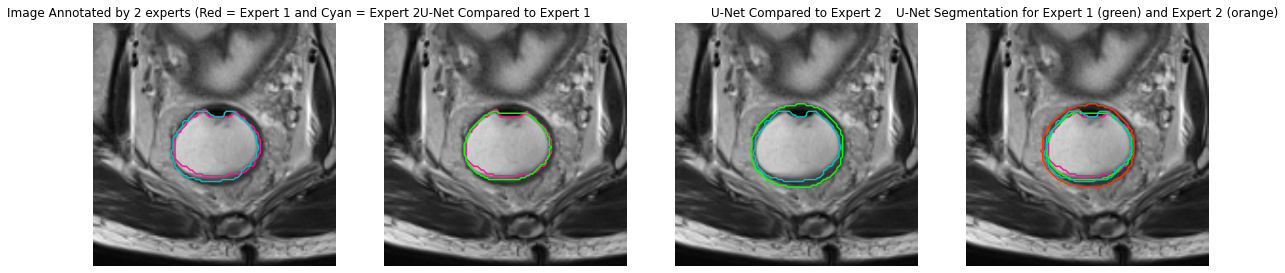 Image Annotated by 2 experts (Red = Expert 1 and Cyan = Expert 2
U-Net Compared to Expert 1
U-Net Compared to Expert 2
U-Net Segmentation for Expert 1 (green) and Expert 2 (orange)